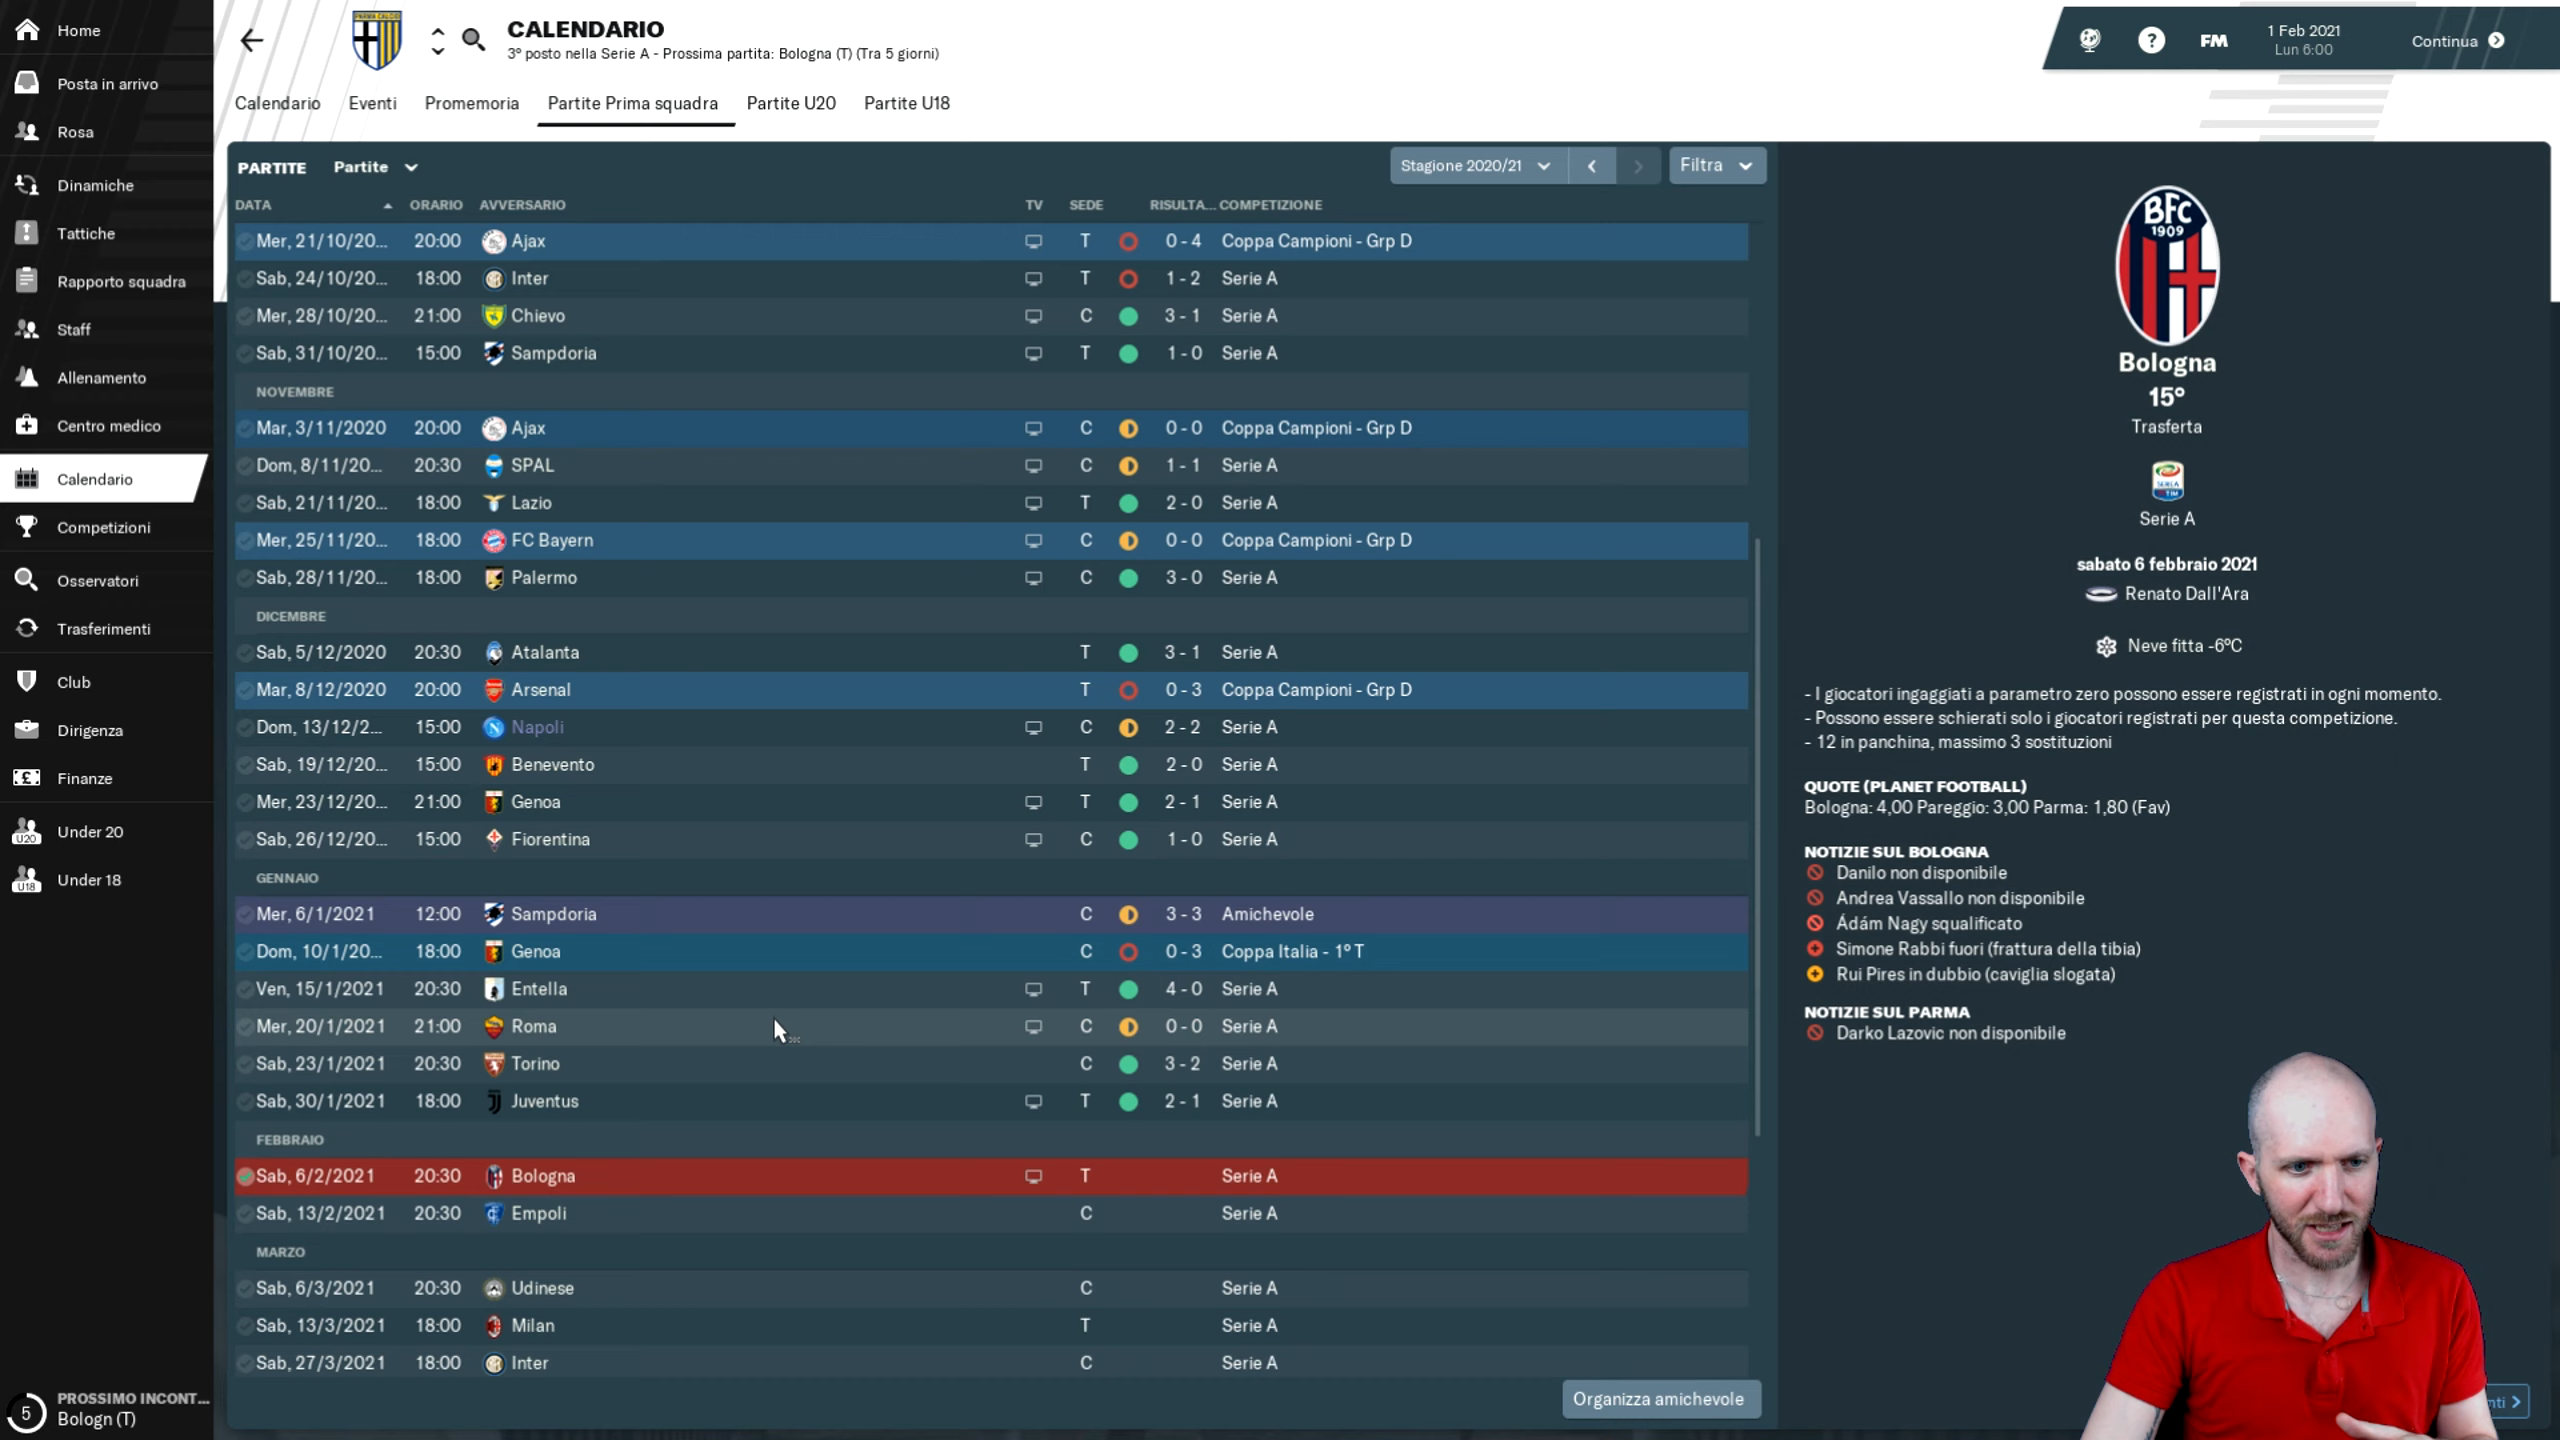 Home
Posta in arrivo
Rosa
Dinamiche
Tattiche
Rapporto squadra
Staff
Allenamento
Centro medico
Calendario
Competizioni
Osservatori
Trasferimenti
Club
Dirigenza
Finanze
U20 Under 20
U18 Under 18
5 PROSSIMO INCONT...
Bologn (T)
CALENDARIO
3º posto nella Serie A - Prossima partita: Bologna (T) (Tra 5 giorni)
? FM 1 Feb 2021 Continua
Lun 6:00
Calendario Eventi Promemoria Partite Prima squadra Partite U20 Partite U18
PARTITE Partite Stagione 2020/21 Filtra
DATA ORARIO AVVERSARIO TV SEDE RISULTA... COMPETIZIONE
Mer, 21/10/20... 20:00 Ajax T 0 - 4 Coppa Campioni - Grp D
Sab, 24/10/20... 18:00 Inter T 1 - 2 Serie A
Mer, 28/10/20... 21:00 Chievo C 3 - 1 Serie A
Sab, 31/10/20... 15:00 Sampdoria T 1 - 0 Serie A
NOVEMBRE
Mar, 3/11/2020 20:00 Ajax C 0 - 0 Coppa Campioni - Grp D
Dom, 8/11/20... 20:30 SPAL C 1 - 1 Serie A
Sab, 21/11/20... 18:00 Lazio T 2 - 0 Serie A
Mer, 25/11/20... 18:00 FC Bayern C 0 - 0 Coppa Campioni - Grp D
Sab, 28/11/20... 18:00 Palermo C 3 - 0 Serie A
DICEMBRE
Sab, 5/12/2020 20:30 Atalanta T 3 - 1 Serie A
Mar, 8/12/2020 20:00 Arsenal T 0 - 3 Coppa Campioni - Grp D
Dom, 13/12/2... 15:00 Napoli C 2 - 2 Serie A
Sab, 19/12/20... 15:00 Benevento T 2 - 0 Serie A
Mer, 23/12/20... 21:00 Genoa T 2 - 1 Serie A
Sab, 26/12/20... 15:00 Fiorentina C 1 - 0 Serie A
GENNAIO
Mer, 6/1/2021 12:00 Sampdoria C 3 - 3 Amichevole
Dom, 10/1/20... 18:00 Genoa C 0 - 3 Coppa Italia - 1º T
Ven, 15/1/2021 20:30 Entella T 4 - 0 Serie A
Mer, 20/1/2021 21:00 Roma C 0 - 0 Serie A
Sab, 23/1/2021 20:30 Torino C 3 - 2 Serie A
Sab, 30/1/2021 18:00 Juventus T 2 - 1 Serie A
FEBBRAIO
Sab, 6/2/2021 20:30 Bologna T Serie A
Sab, 13/2/2021 20:30 Empoli C Serie A
MARZO
Sab, 6/3/2021 20:30 Udinese C Serie A
Sab, 13/3/2021 18:00 Milan T Serie A
Sab, 27/3/2021 18:00 Inter C Serie A
Organizza amichevole
BFC
1909
Bologna
15º
Trasferta
Serie A
sabato 6 febbraio 2021
Renato Dall'Ara
Neve fitta -6ºC
- I giocatori ingaggiati a parametro zero possono essere registrati in ogni momento.
- Possono essere schierati solo i giocatori registrati per questa competizione.
- 12 in panchina, massimo 3 sostituzioni
QUOTE (PLANET FOOTBALL)
Bologna: 4,00 Pareggio: 3,00 Parma: 1,80 (Fav)
NOTIZIE SUL BOLOGNA
Danilo non disponibile
Andrea Vassallo non disponibile
Ádám Nagy squalificato
Simone Rabbi fuori (frattura della tibia)
Rui Pires in dubbio (caviglia slogata)
NOTIZIE SUL PARMA
Darko Lazovic non disponibile